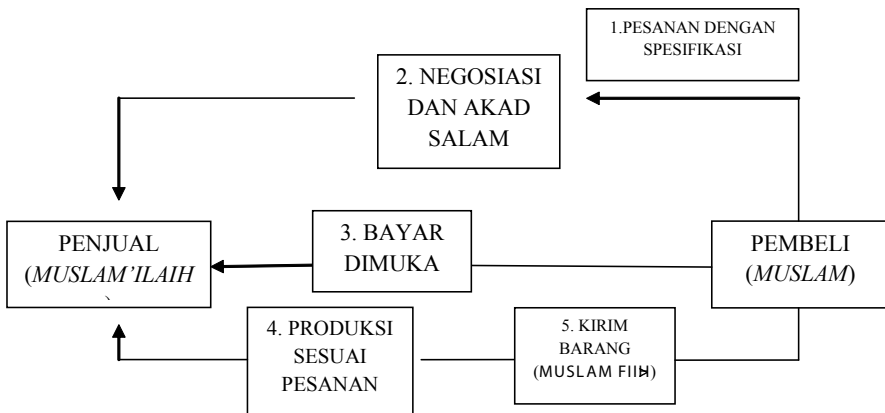 1.PESANAN DENGAN
SPESIFIKASI
2. NEGOSIASI
DAN AKAD
SALAM
PENJUAL
(MUSLAM’ILAIH
、
3. BAYAR
DIMUKA
PEMBELI
(MUSLAM)
4. PRODUKSI
SESUAI
PESANAN
5. KIRIM
BARANG
(MUSLAM FIIH)